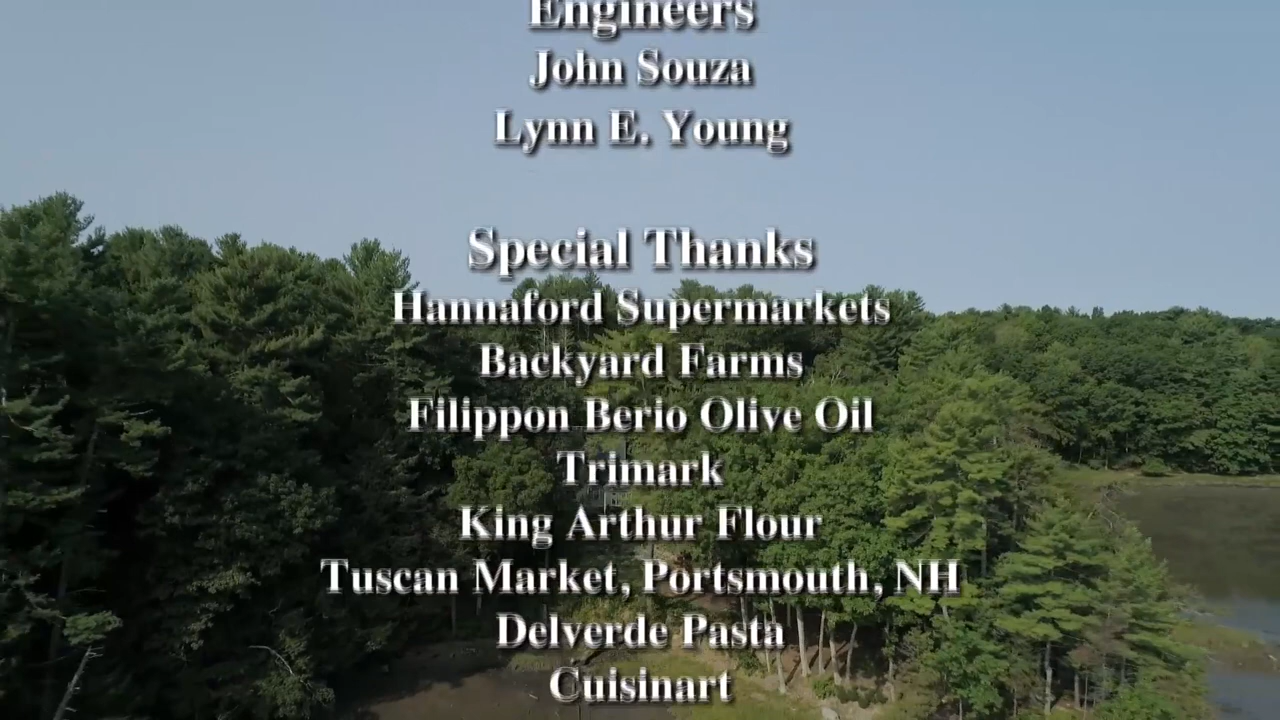 Engineers
John Souza
Lynn E. Young
Special Thanks
Hannaford Supermarkets
Backyard Farms
Filippon Berio Olive Oil
Trimark
King Arthur Flour
Tuscan Market, Portsmouth, NH
Delverde Pasta
Cuisinart